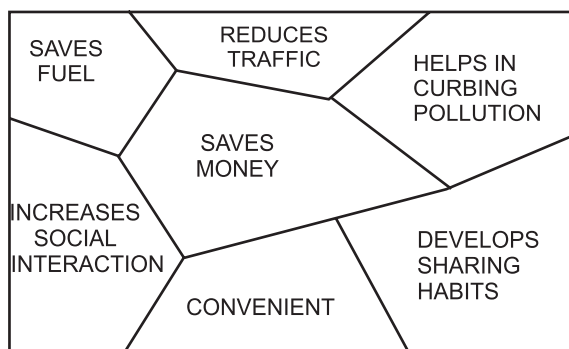 SAVES
FUEL
REDUCES
TRAFFIC
HELPS IN
CURBING
POLLUTION
SAVES
MONEY
INCREASES
SOCIAL
INTERACTION
CONVENIENT
DEVELOPS
SHARING
HABITS